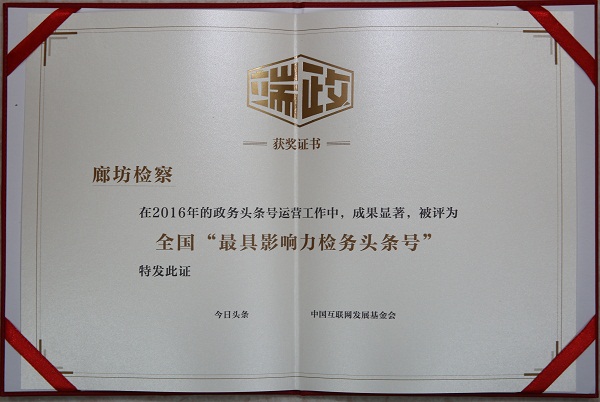 端政
获奖证书
廊坊检察
在2016年的政务头条号运营工作中，成果显著，被评为
全国“最具影响力检务头条号”
特发此证
今日头条 中国互联网发展基金会